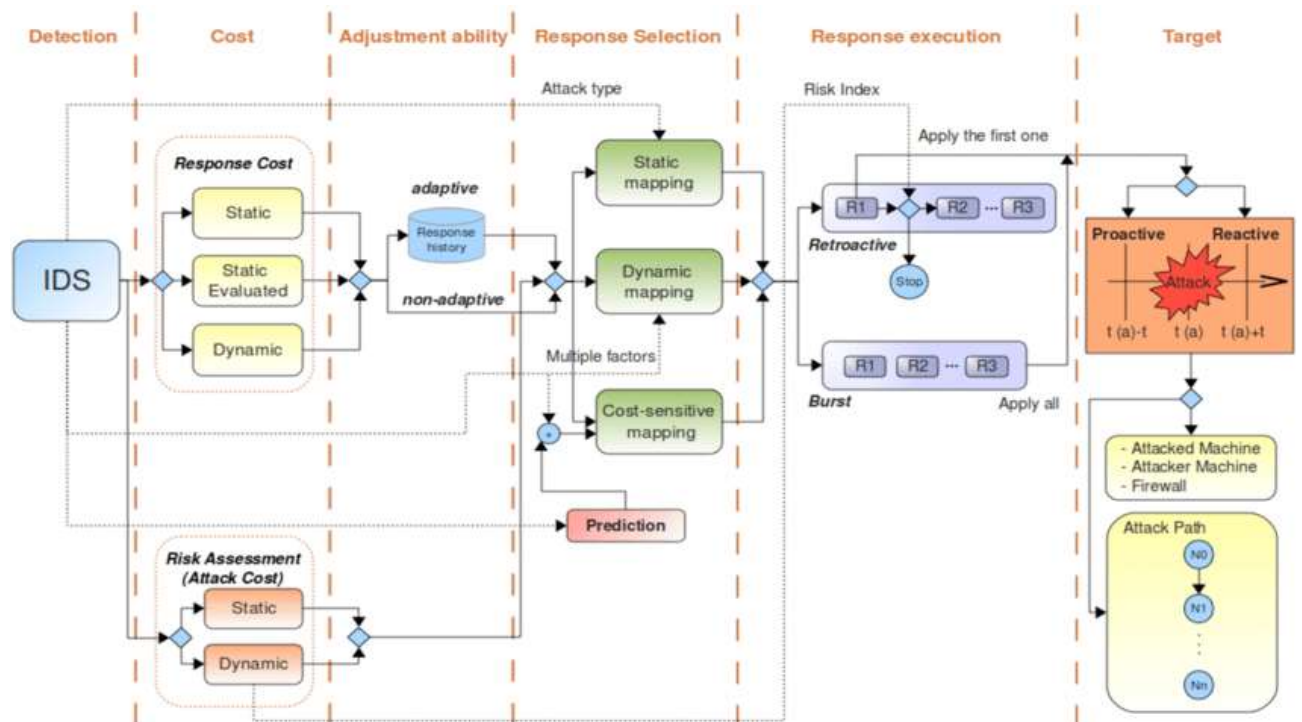 Detection
Cost
Adjustment ability
Response Selection
Response execution
Target
Attack type
Risk Index
Apply the first one
Response Cost
Static
Static
Evaluated
Dynamic
IDS
adaptive
Response
history
non-adaptive
Static
mapping
Dynamic
mapping
Multiple factors
Cost-sensitive
mapping
+
Prediction
R1
R2
...
R3
Retroactive
Stop
R1
R2
...
R3
Burst
Apply all
Proactive
Reactive
Attack
t (a)-t
t (a)
t (a)+t
- Attacked Machine
- Attacker Machine
- Firewall
Attack Path
N0
N1
Nn
Risk Assessment
(Attack Cost)
Static
Dynamic